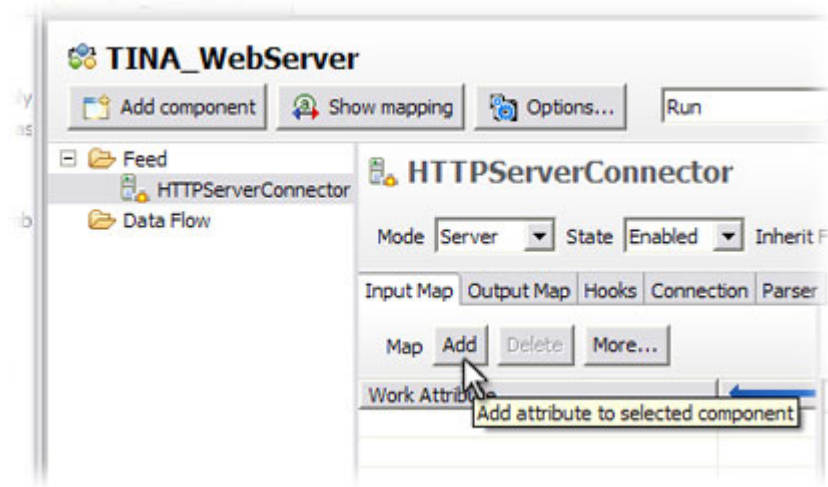 TINA_WebServer
Add component Show mapping Options... Run
Feed
HTTPServerConnector
Data Flow
HTTPServerConnector
Mode Server State Enabled Inherit
Input Map Output Map Hooks Connection Parser
Map Add Delete More...
Work Attribute
Add attribute to selected component